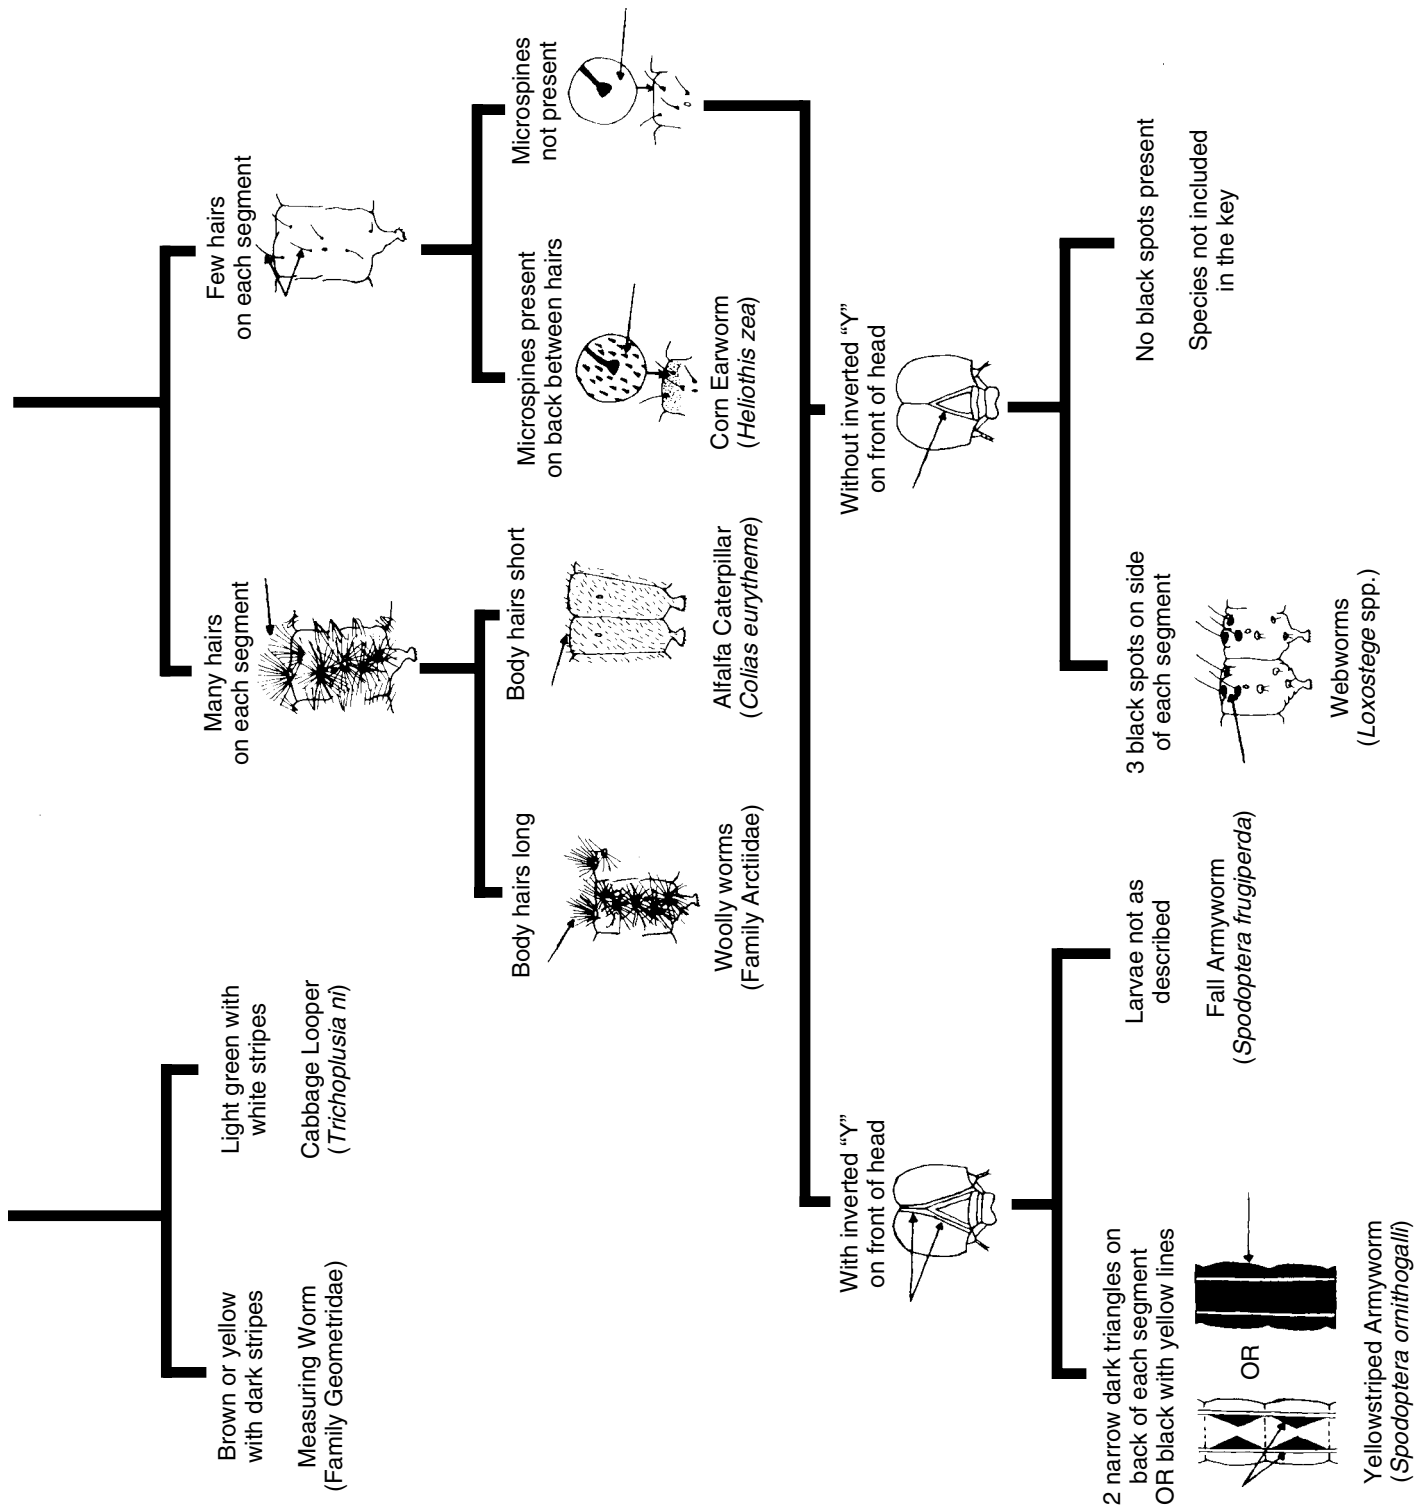 Brown or yellow
with dark stripes
Measuring Worm
(Family Geometridae)
Light green with
white stripes
Cabbage Looper
(Trichoplusia ni)
Many hairs
on each segment
Few hairs
on each segment
Body hairs long
Woolly worms
(Family Arctiidae)
Body hairs short
Alfalfa Caterpillar
(Colias eurytheme)
Microspines present
on back between hairs
Corn Earworm
(Heliothis zea)
Microspines
not present
With inverted “Y”
on front of head
Without inverted “Y”
on front of head
2 narrow dark triangles on
back of each segment
OR black with yellow lines
OR
Yellowstriped Armyworm
(Spodoptera ornithogalli)
Larvae not as
described
Fall Armyworm
(Spodoptera frugiperda)
3 black spots on side
of each segment
Webworms
(Loxostege spp.)
No black spots present
Species not included
in the key